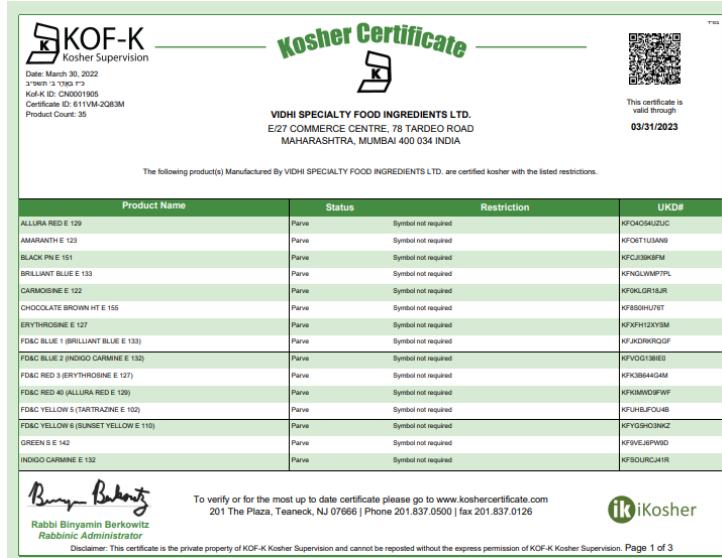 בס"ד
KOF-K
Kosher Supervision
Kosher Certificate
Date: March 30, 2022
כ"ז באדר ב' תשפ"ב
Kof-K ID: CN0001905
Certificate ID: 611VM-2Q83M
Product Count: 35
This certificate is
valid through
03/31/2023
VIDHI SPECIALTY FOOD INGREDIENTS LTD.
E/27 COMMERCE CENTRE, 78 TARDEO ROAD
MAHARASHTRA, MUMBAI 400 034 INDIA
The following product(s) Manufactured By VIDHI SPECIALTY FOOD INGREDIENTS LTD. are certified kosher with the listed restrictions.
Product Name Status Restriction UKD#
ALLURA RED E 129 Parve Symbol not required KFO4O54UZUC
AMARANTH E 123 Parve Symbol not required KFO6T1U3AN9
BLACK PN E 151 Parve Symbol not required KFCJI39K8FM
BRILLIANT BLUE E 133 Parve Symbol not required KFNGLWMP7PL
CARMOISINE E 122 Parve Symbol not required KF0KLGR18JR
CHOCOLATE BROWN HT E 155 Parve Symbol not required KF8S0IHU76T
ERYTHROSINE E 127 Parve Symbol not required KFXFH12XYSM
FD&C BLUE 1 (BRILLIANT BLUE E 133) Parve Symbol not required KFJKDRKRQGF
FD&C BLUE 2 (INDIGO CARMINE E 132) Parve Symbol not required KFVOG13BIE0
FD&C RED 3 (ERYTHROSINE E 127) Parve Symbol not required KFK3B644G4M
FD&C RED 40 (ALLURA RED E 129) Parve Symbol not required KFKIMWD9FWF
FD&C YELLOW 5 (TARTRAZINE E 102) Parve Symbol not required KFUHBJFOU4B
FD&C YELLOW 6 (SUNSET YELLOW E 110) Parve Symbol not required KFYG5HO3NKZ
GREEN S E 142 Parve Symbol not required KF9VEJ6PW9D
INDIGO CARMINE E 132 Parve Symbol not required KFSOURCJ41R
To verify or for the most up to date certificate please go to www.koshercertificate.com
201 The Plaza, Teaneck, NJ 07666 | Phone 201.837.0500 | fax 201.837.0126
Rabbi Binyamin Berkowitz
Rabbinic Administrator
ik iKosher
Disclaimer: This certificate is the private property of KOF-K Kosher Supervision and cannot be reposted without the express permission of KOF-K Kosher Supervision. Page 1 of 3